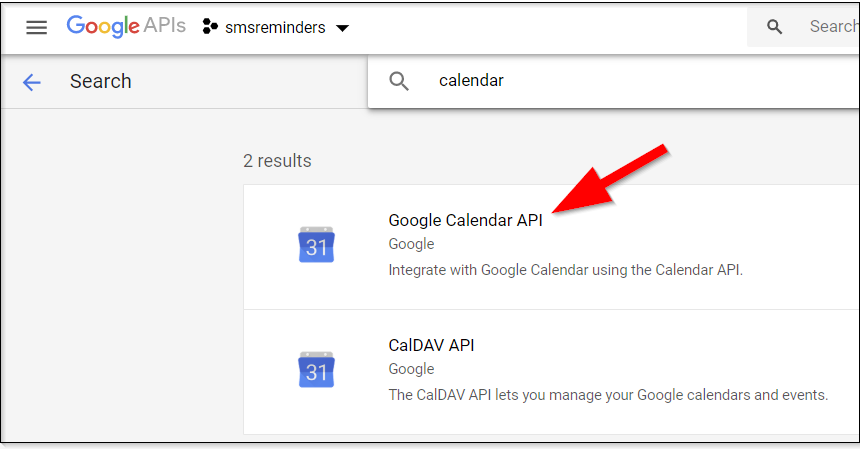 Google APIs smsreminders Search
Search calendar
2 results
31
Google Calendar API
Google
Integrate with Google Calendar using the Calendar API.
31
CalDAV API
Google
The CalDAV API lets you manage your Google calendars and events.